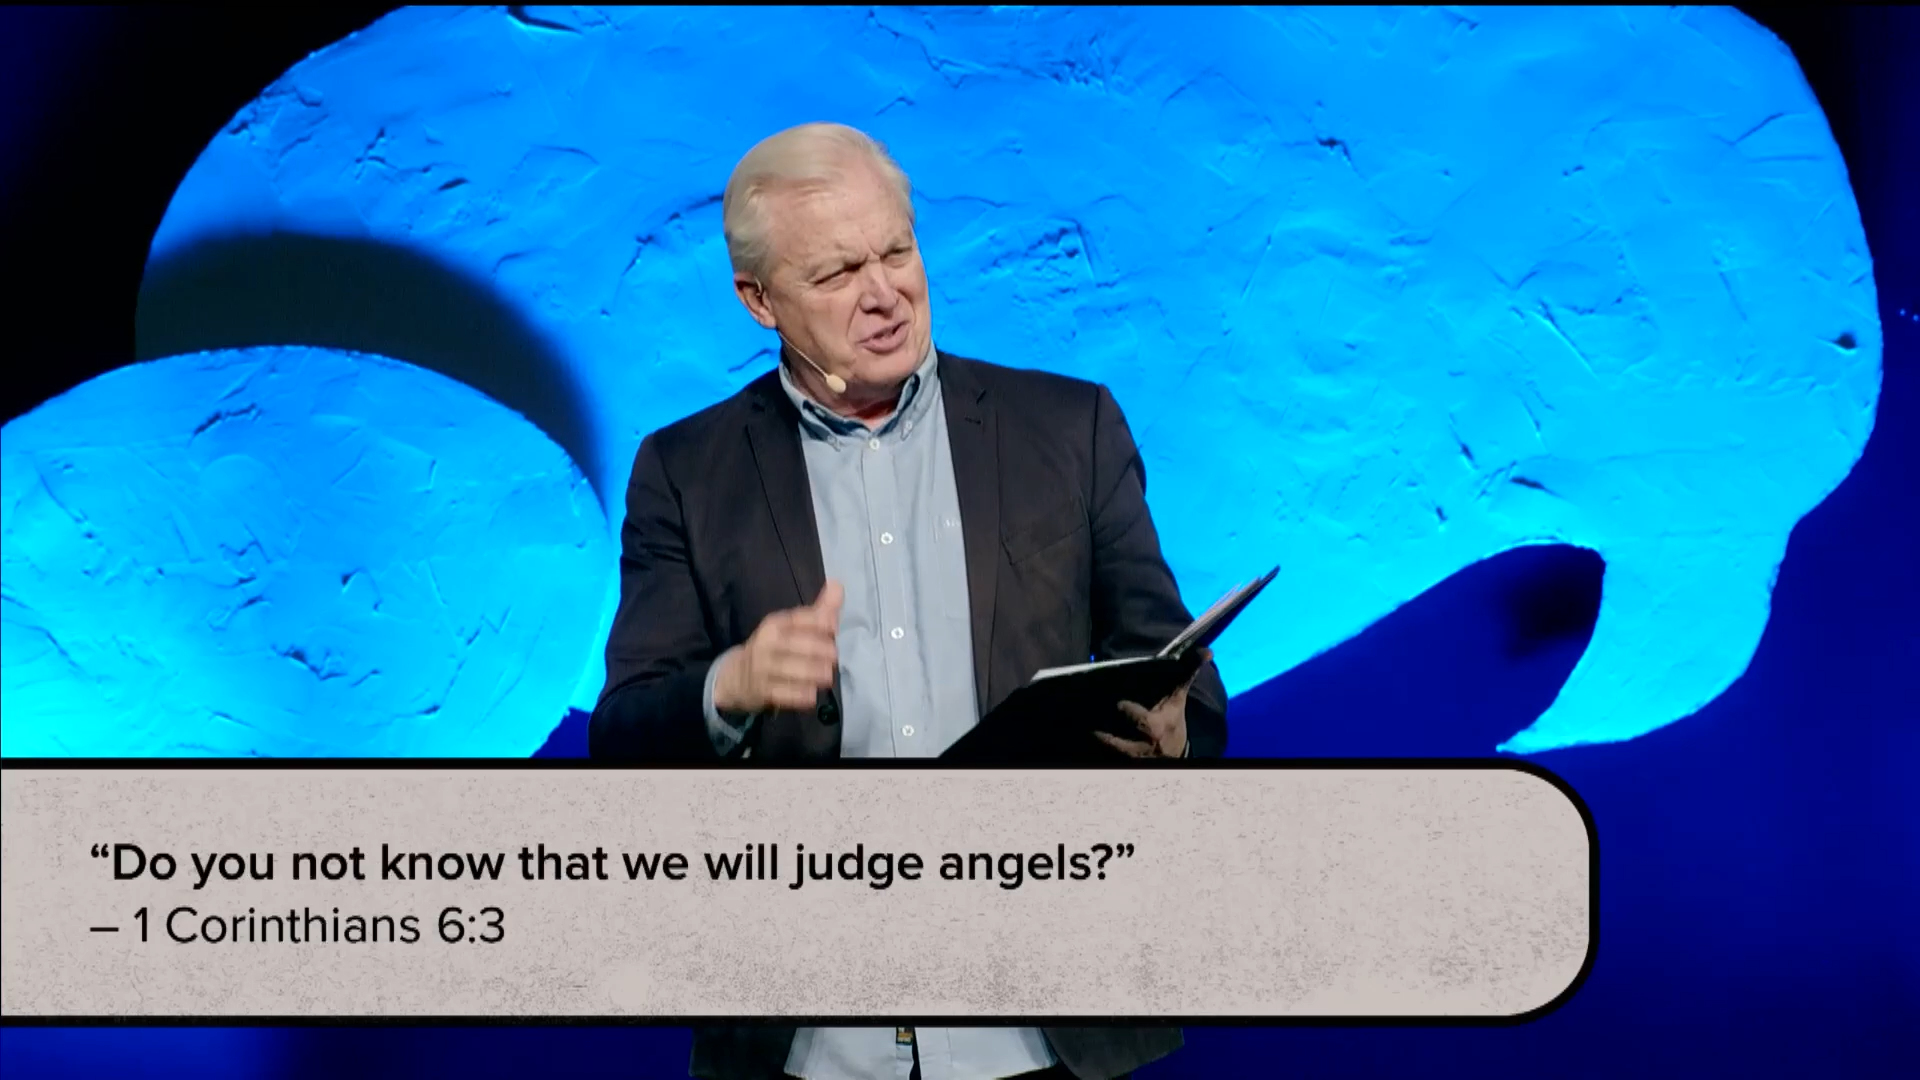 “Do you not know that we will judge angels?”
– 1 Corinthians 6:3